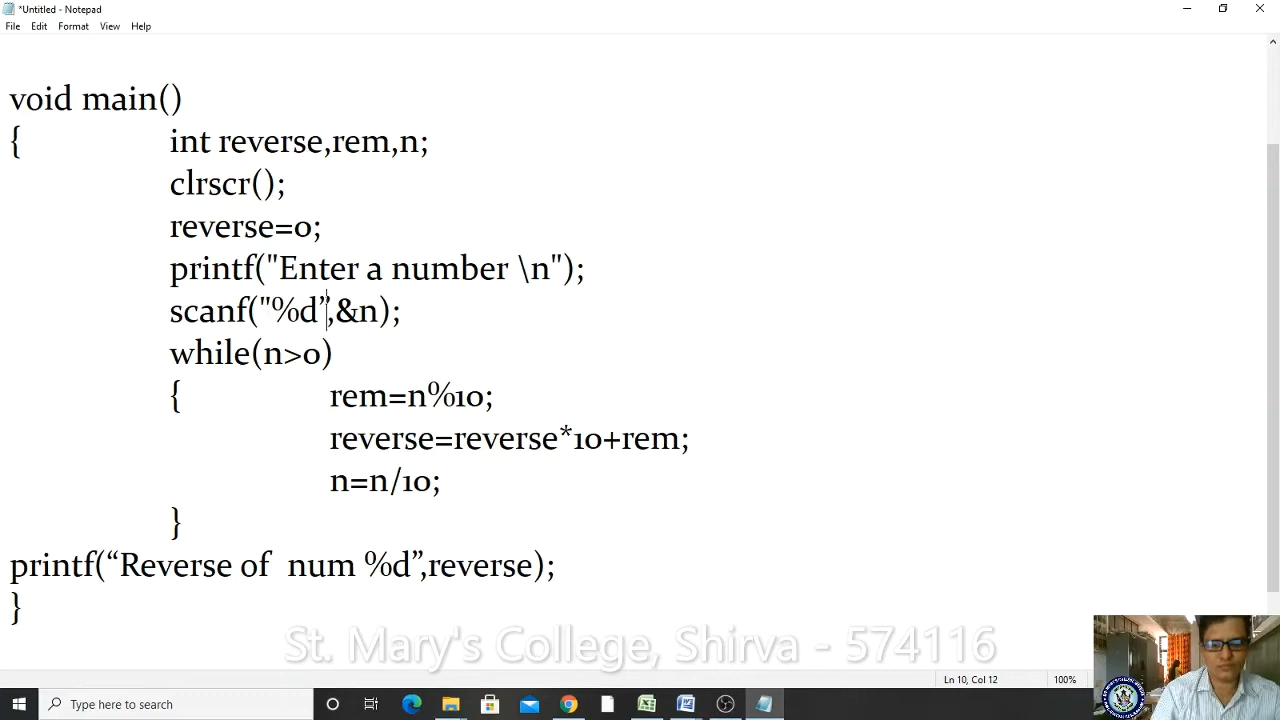 *Untitled - Notepad
File Edit Format View Help
void main()
{ int reverse,rem,n;
clrscr();
reverse=0;
printf("Enter a number \n");
scanf("%d”,&n);
while(n>0)
{ rem=n%10;
reverse=reverse*10+rem;
n=n/10;
}
printf(“Reverse of  num %d”,reverse);
}
St. Mary's College, Shirva - 574116
Ln 10, Col 12 100%
Type here to search